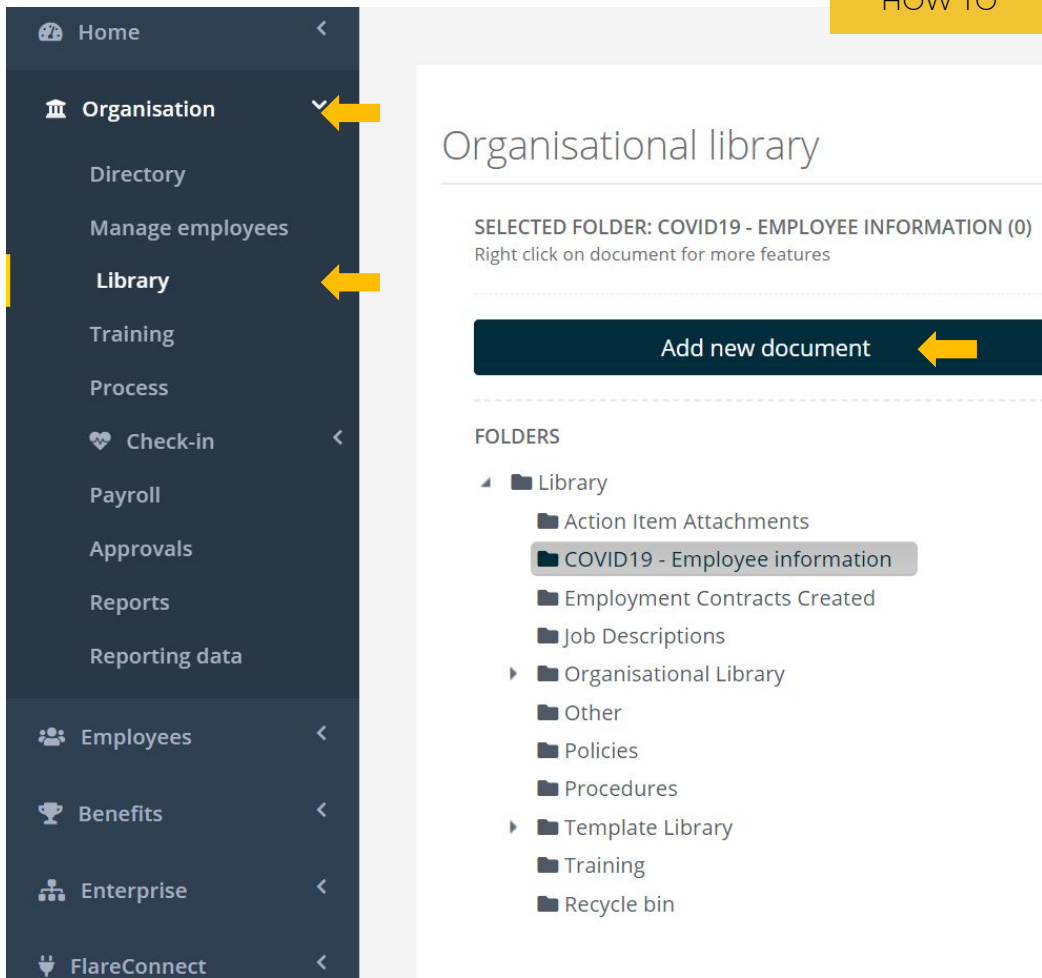 HOW TO
Home
Organisation
Directory
Manage employees
Library
Training
Process
Check-in
Payroll
Approvals
Reports
Reporting data
Employees
Benefits
Enterprise
FlareConnect
Organisational library
SELECTED FOLDER: COVID19 - EMPLOYEE INFORMATION (0)
Right click on document for more features
Add new document
FOLDERS
Library
Action Item Attachments
COVID19 - Employee information
Employment Contracts Created
Job Descriptions
Organisational Library
Other
Policies
Procedures
Template Library
Training
Recycle bin